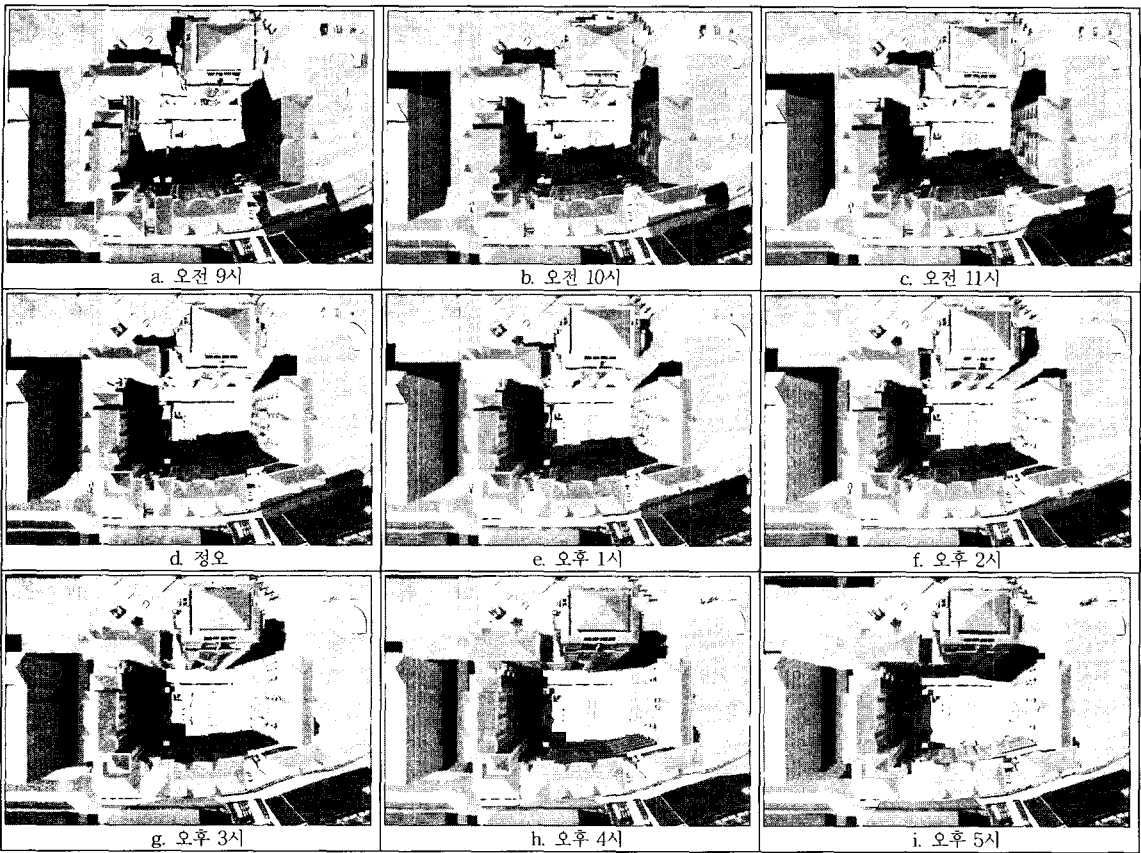 a. 오전 9시
b. 오전 10시
c. 오전 11시
d. 정오
e. 오후 1시
f. 오후 2시
g. 오후 3시
h. 오후 4시
i. 오후 5시